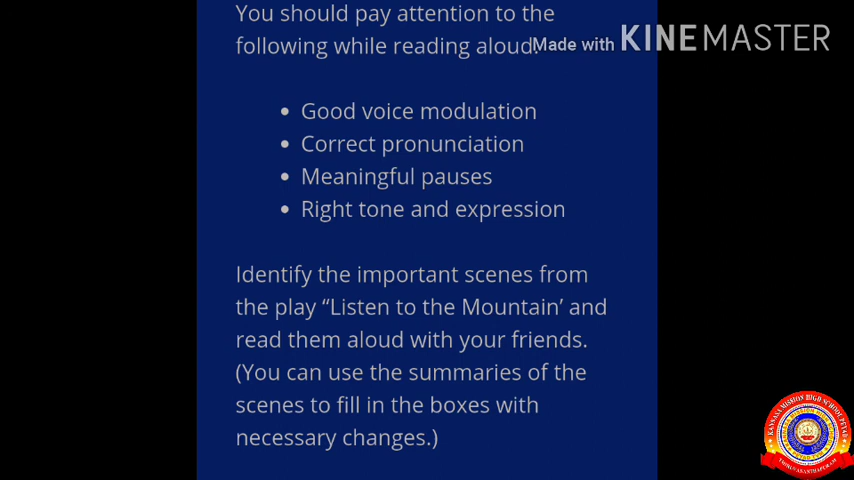 You should pay attention to the
following while reading aloud.
Made with KINEMASTER
• Good voice modulation
• Correct pronunciation
• Meaningful pauses
• Right tone and expression
Identify the important scenes from
the play “Listen to the Mountain’ and
read them aloud with your friends.
(You can use the summaries of the
scenes to fill in the boxes with
necessary changes.)